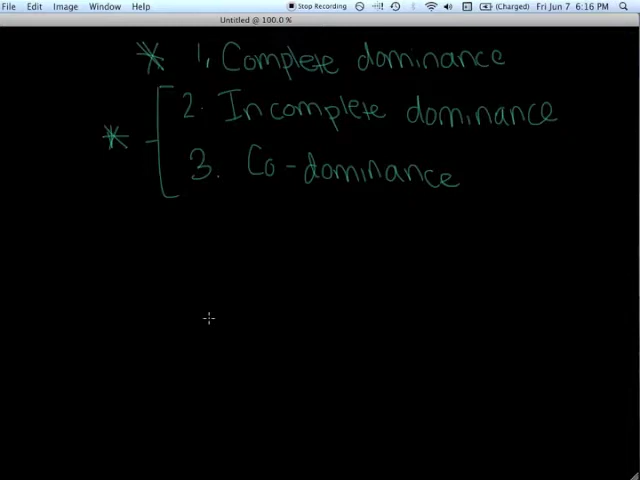 File Edit Image Window Help Stop Recording (Charged) Fri Jun 7 6:16 PM
Untitled @ 100.0 %
1. Complete dominance
2. Incomplete dominance
3. Co-dominance